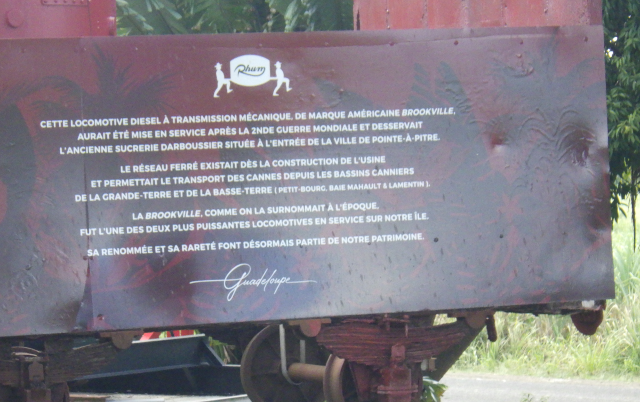 Rhum
CETTE LOCOMOTIVE DIESEL À TRANSMISSION MÉCANIQUE, DE MARQUE AMÉRICAINE BROOKVILLE,
AURAIT ÉTÉ MISE EN SERVICE APRÈS LA 2NDE GUERRE MONDIALE ET DESSERVAIT
L'ANCIENNE SUCRERIE DARBOUSSIER SITUÉE À L'ENTRÉE DE LA VILLE DE POINTE-À-PITRE.
LE RÉSEAU FERRÉ EXISTAIT DÈS LA CONSTRUCTION DE L'USINE
ET PERMETTAIT LE TRANSPORT DES CANNES DEPUIS LES BASSINS CANNIERS
DE LA GRANDE-TERRE ET DE LA BASSE-TERRE ( PETIT-BOURG, BAIE MAHAULT & LAMENTIN ).
LA BROOKVILLE, COMME ON LA SURNOMMAIT À L'ÉPOQUE,
FUT L'UNE DES DEUX PLUS PUISSANTES LOCOMOTIVES EN SERVICE SUR NOTRE ÎLE.
SA RENOMMÉE ET SA RARETÉ FONT DÉSORMAIS PARTIE DE NOTRE PATRIMOINE.
Guadeloupe